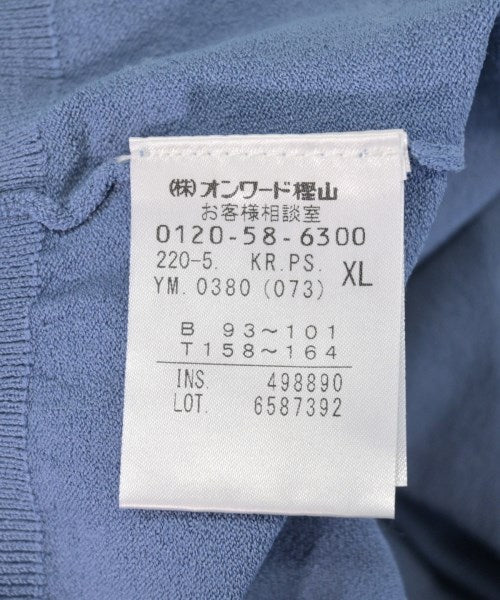 (株)オンワード樫山
お客様相談室
0120-58-6300
220-5. KR.PS. XL
YM.0380(073)
B 93～101
T158～164
INS. 498890
LOT. 6587392